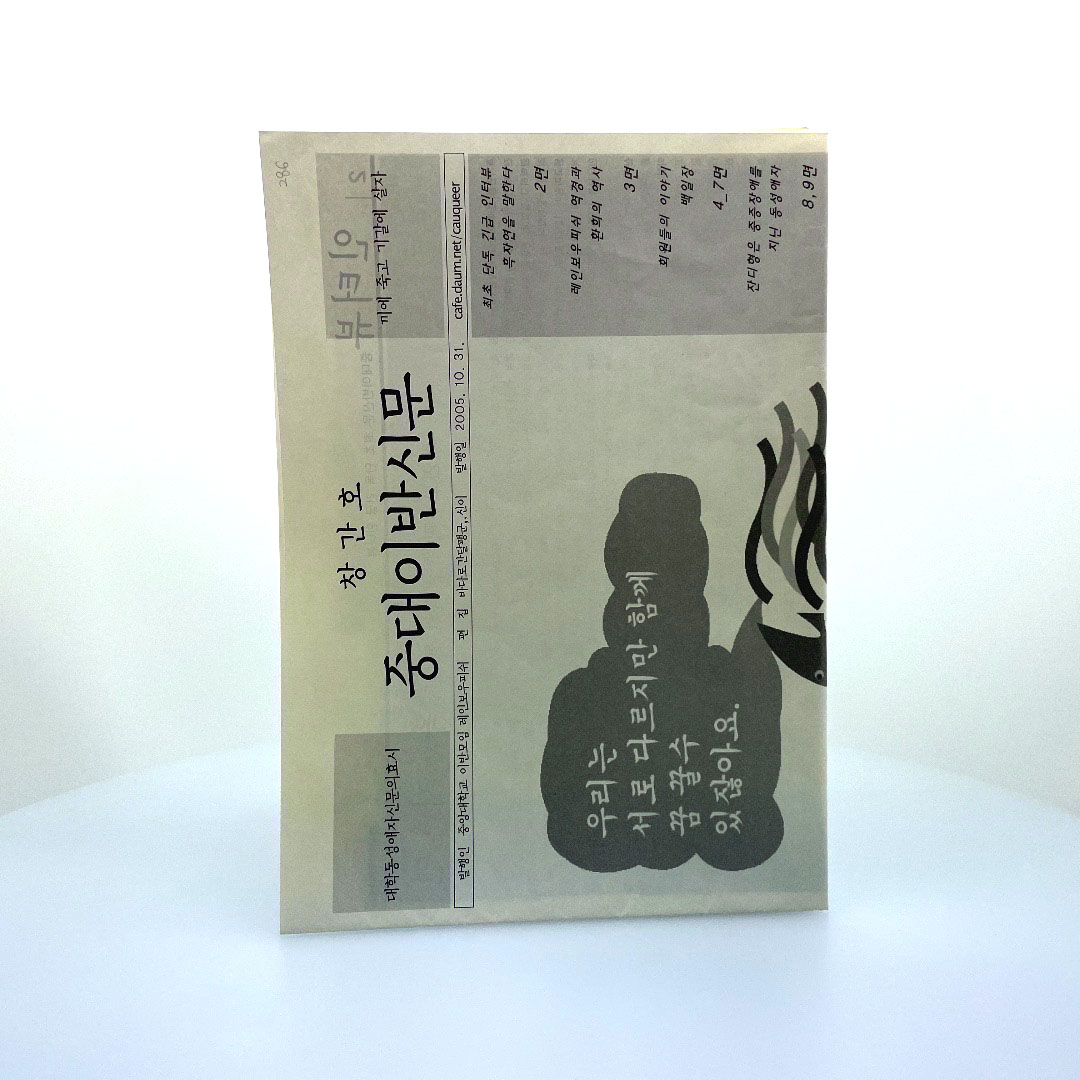 286
창간호
대학동성애자신문의효시
중대이반신문
미에 죽고 기갈에 살자
발행인 중앙대학교 이반모임 레인보우피쉬 편 집 바다로간달팽균,.신이 발행일 2005. 10. 31. cafe.daum.net/cauqueer
최초 단독 긴급 인터뷰
흑자연을 말한다
2면
레인보우피쉬 역경과
환희의 역사
3면
회원들의 이야기
백일장
4_7면
잔디형은 중증장애를
지닌 동성애자
8,9면
우리는
서로 다르지만 함께
꿈 꿀수
있잖아요.